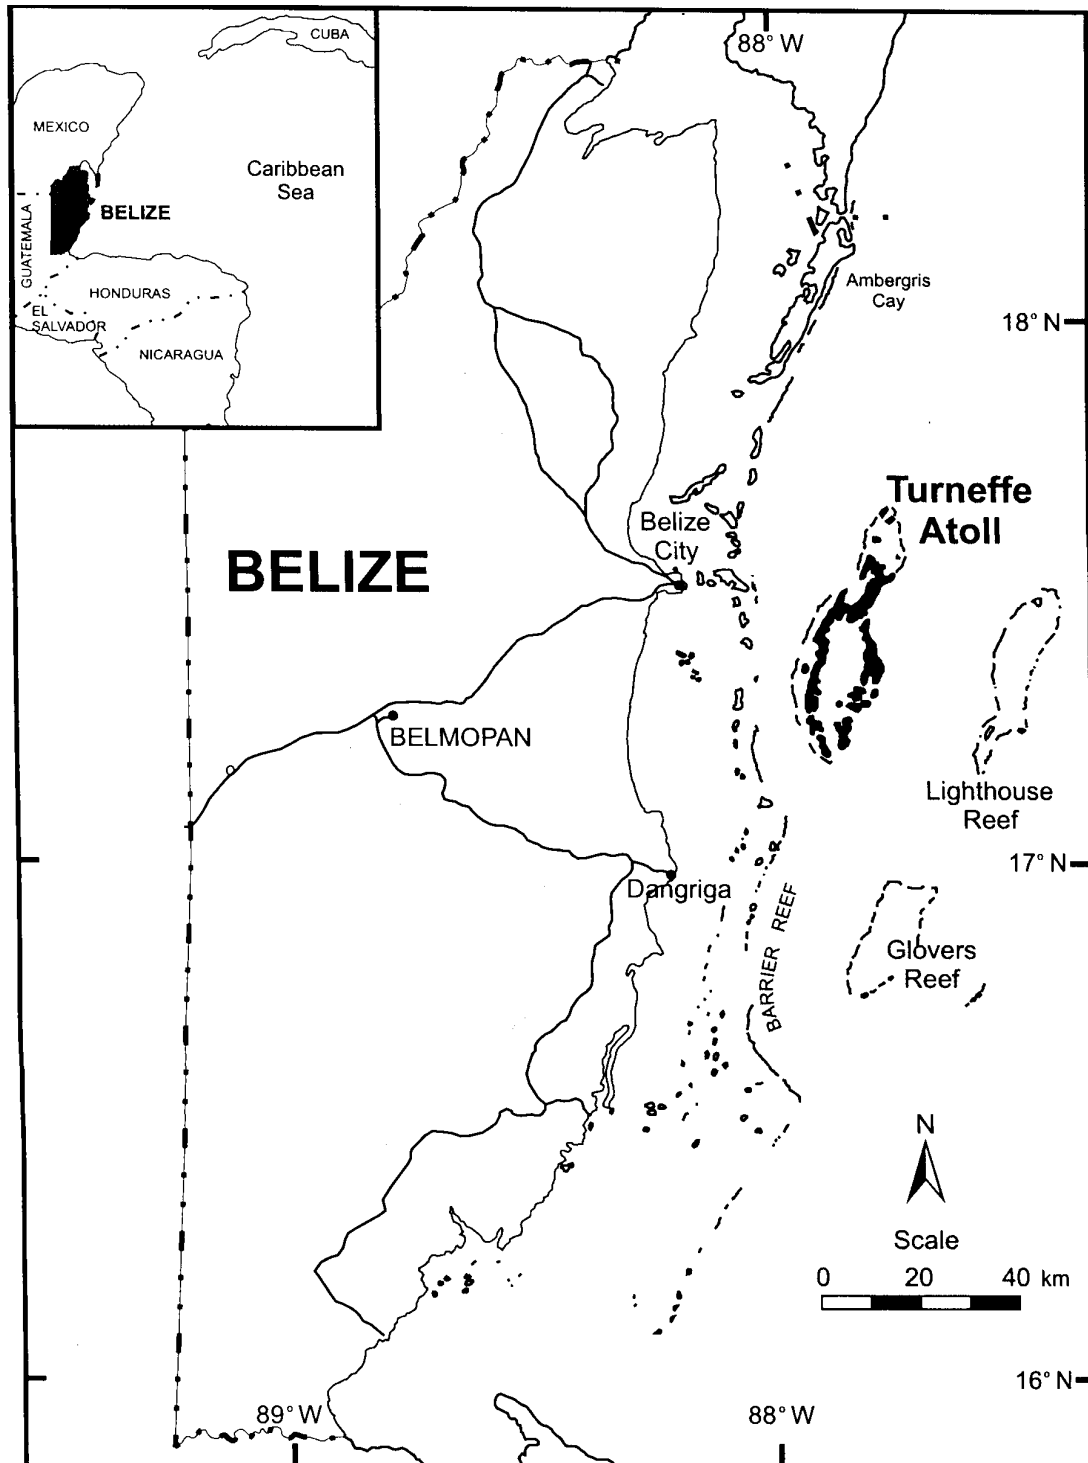 CUBA
88° W
MEXICO
Caribbean
Sea
BELIZE
GUATEMALA
HONDURAS
EL
SALVADOR
NICARAGUA
Ambergris
Cay
18° N
Turneffe
Atoll
Belize
City
BELIZE
BELMOPAN
Lighthouse
Reef
17° N
Dangriga
BARRIER REEF
Glovers
Reef
N
Scale
0 20 40 km
16° N
89° W
88° W